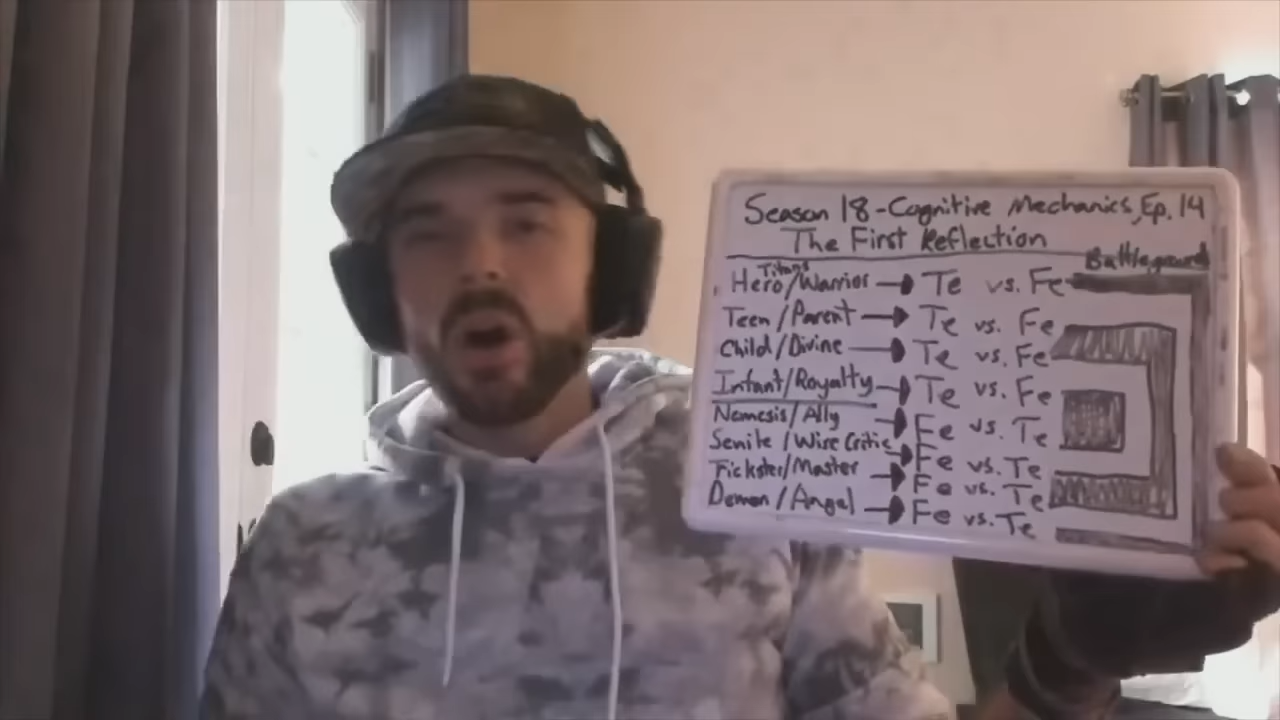 Season 18 - Cognitive Mechanics, Ep. 14
The First Reflection
Battlegrounds
Titans
Hero/Warrior → Te vs. Fe
Teen/Parent → Te vs. Fe
Child/Divine → Te vs. Fe
Infant/Royalty → Te vs. Fe
Nemesis/Ally → Fe vs. Te
Senile/Wise Critic → Fe vs. Te
Trickster/Master → Fe vs. Te
Demon/Angel → Fe vs. Te